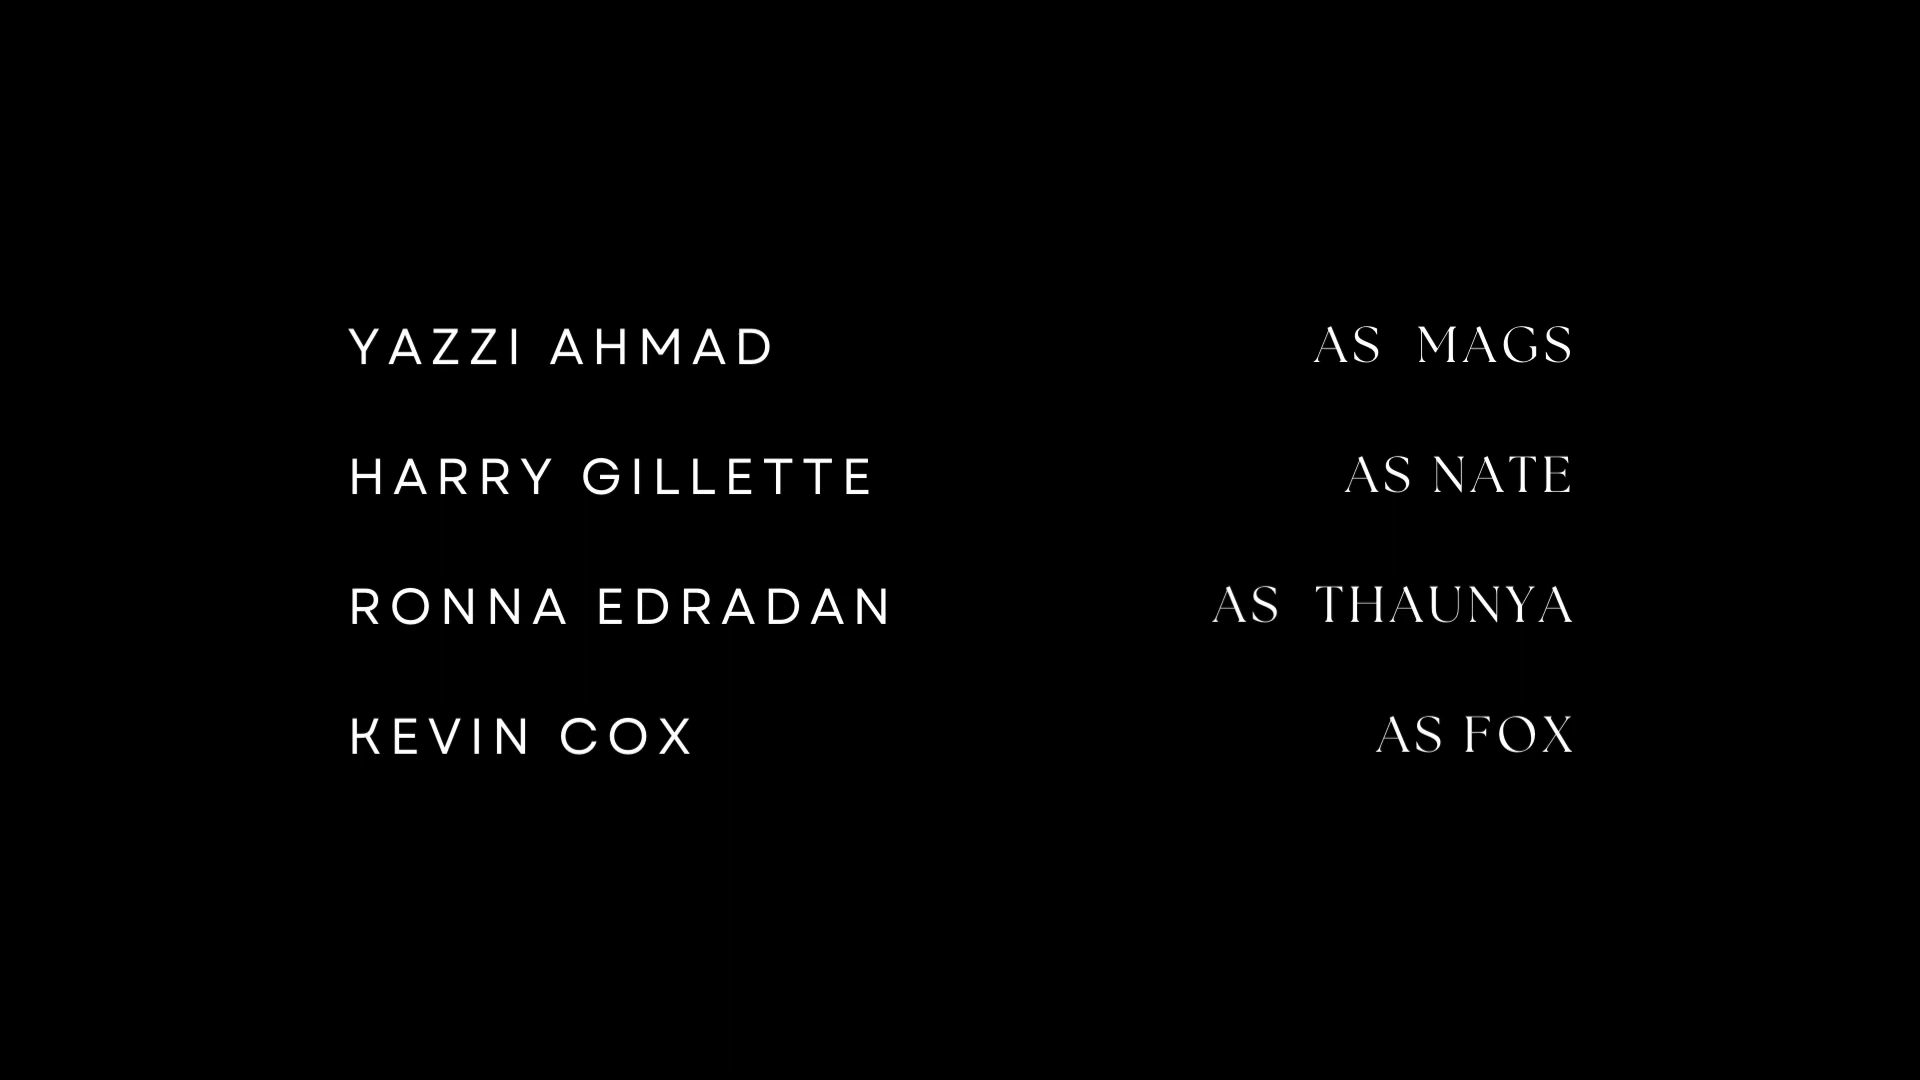 YAZZI AHMAD AS MAGS
HARRY GILLETTE AS NATE
RONNA EDRADAN AS THAUNYA
KEVIN COX AS FOX